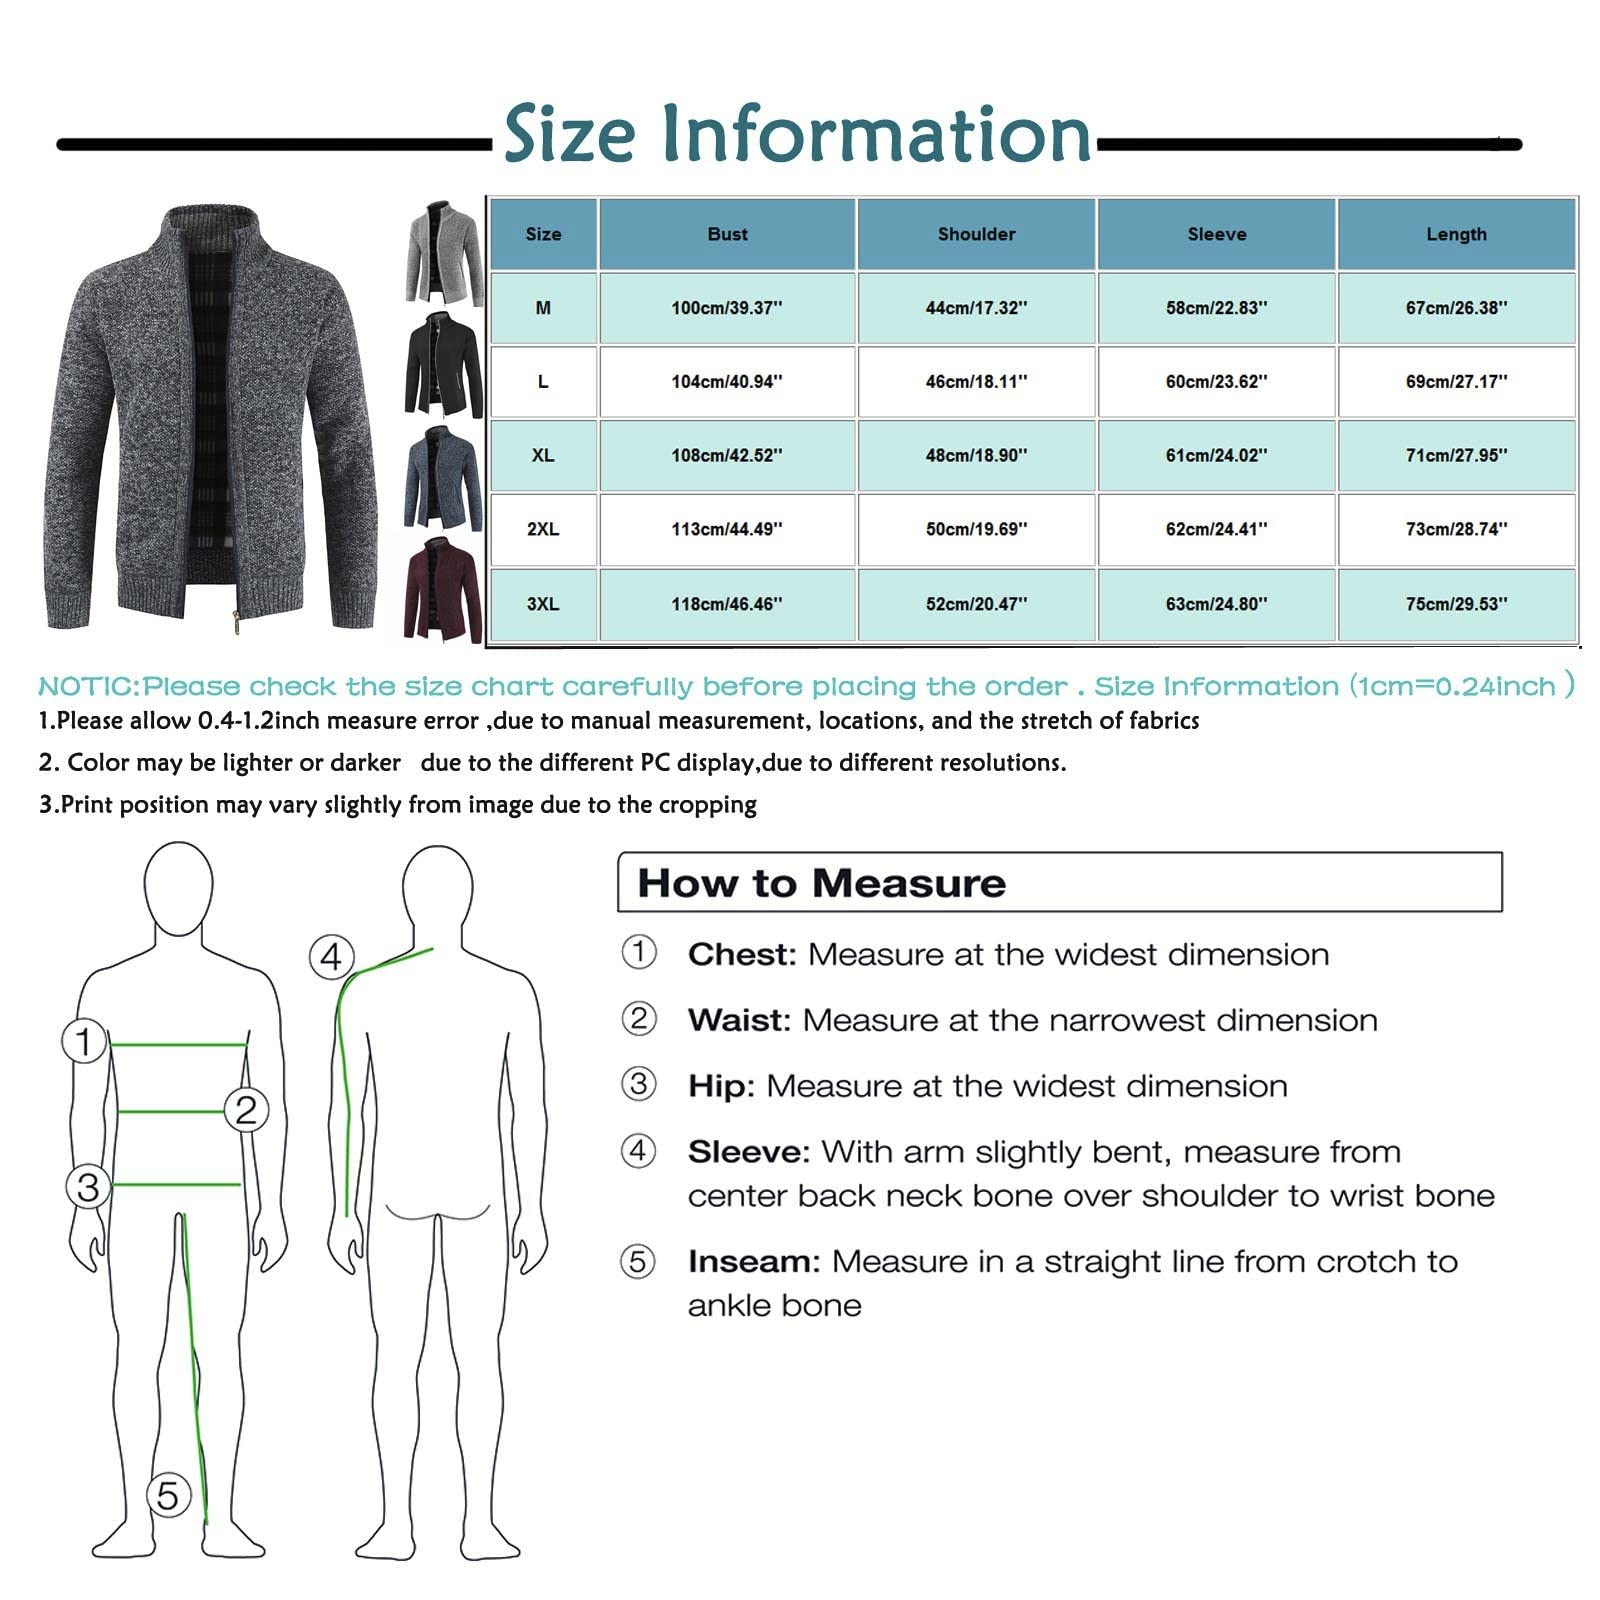 Size Information
Size Bust Shoulder Sleeve Length
M 100cm/39.37'' 44cm/17.32'' 58cm/22.83'' 67cm/26.38''
L 104cm/40.94'' 46cm/18.11'' 60cm/23.62'' 69cm/27.17''
XL 108cm/42.52'' 48cm/18.90'' 61cm/24.02'' 71cm/27.95''
2XL 113cm/44.49'' 50cm/19.69'' 62cm/24.41'' 73cm/28.74''
3XL 118cm/46.46'' 52cm/20.47'' 63cm/24.80'' 75cm/29.53''
NOTIC:Please check the size chart carefully before placing the order . Size Information (1cm=0.24inch )
1.Please allow 0.4-1.2inch measure error ,due to manual measurement, locations, and the stretch of fabrics
2. Color may be lighter or darker due to the different PC display,due to different resolutions.
3.Print position may vary slightly from image due to the cropping
1
2
3
4
5
How to Measure
1 Chest: Measure at the widest dimension
2 Waist: Measure at the narrowest dimension
3 Hip: Measure at the widest dimension
4 Sleeve: With arm slightly bent, measure from
center back neck bone over shoulder to wrist bone
5 Inseam: Measure in a straight line from crotch to
ankle bone